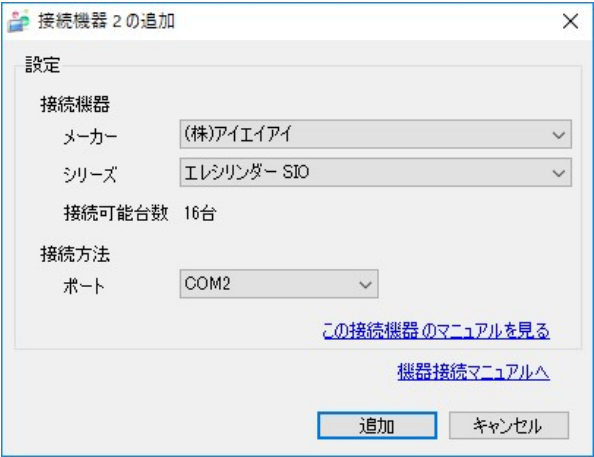 接続機器 2 の追加
設定
接続機器
メーカー (株)アイエイアイ
シリーズ エレシリンダー SIO
接続可能台数 16台
接続方法
ポート COM2
この接続機器のマニュアルを見る
機器接続マニュアルへ
追加 キャンセル